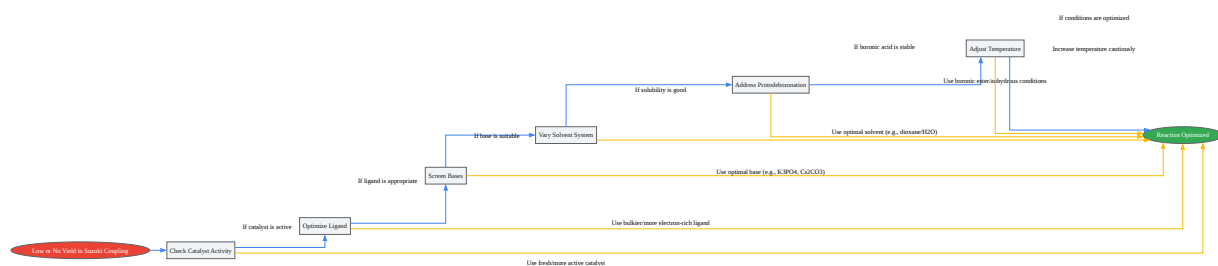 If conditions are optimized
If boronic acid is stable
Adjust Temperature
Increase temperature cautiously
Use boronic ester/anhydrous conditions
Address Protodeboronation
If solubility is good
If base is suitable
Vary Solvent System
Use optimal solvent (e.g., dioxane/H2O)
Reaction Optimized
Screen Bases
Use optimal base (e.g., K3PO4, Cs2CO3)
If ligand is appropriate
Optimize Ligand
Use bulkier/more electron-rich ligand
If catalyst is active
Low or No Yield in Suzuki Coupling
Check Catalyst Activity
Use fresh/more active catalyst